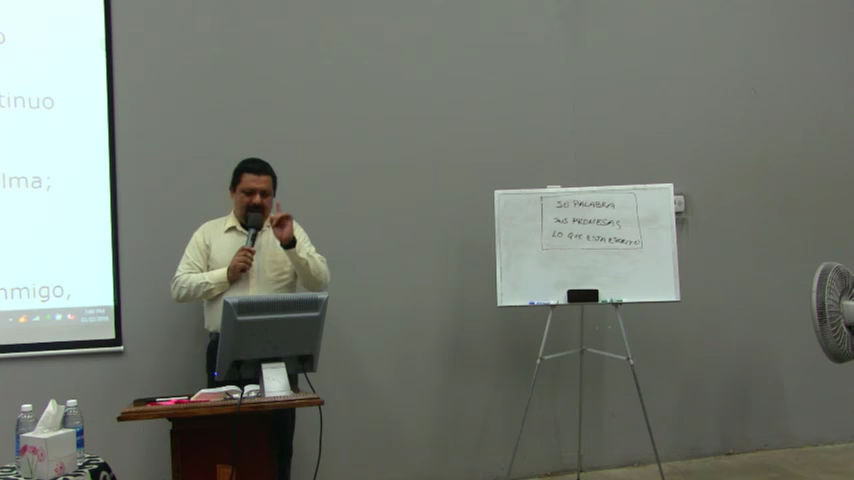 o
tinuo
lma;
nmigo,
SU PALABRA
SUS PROMESAS
LO QUE ESTA ESCRITO